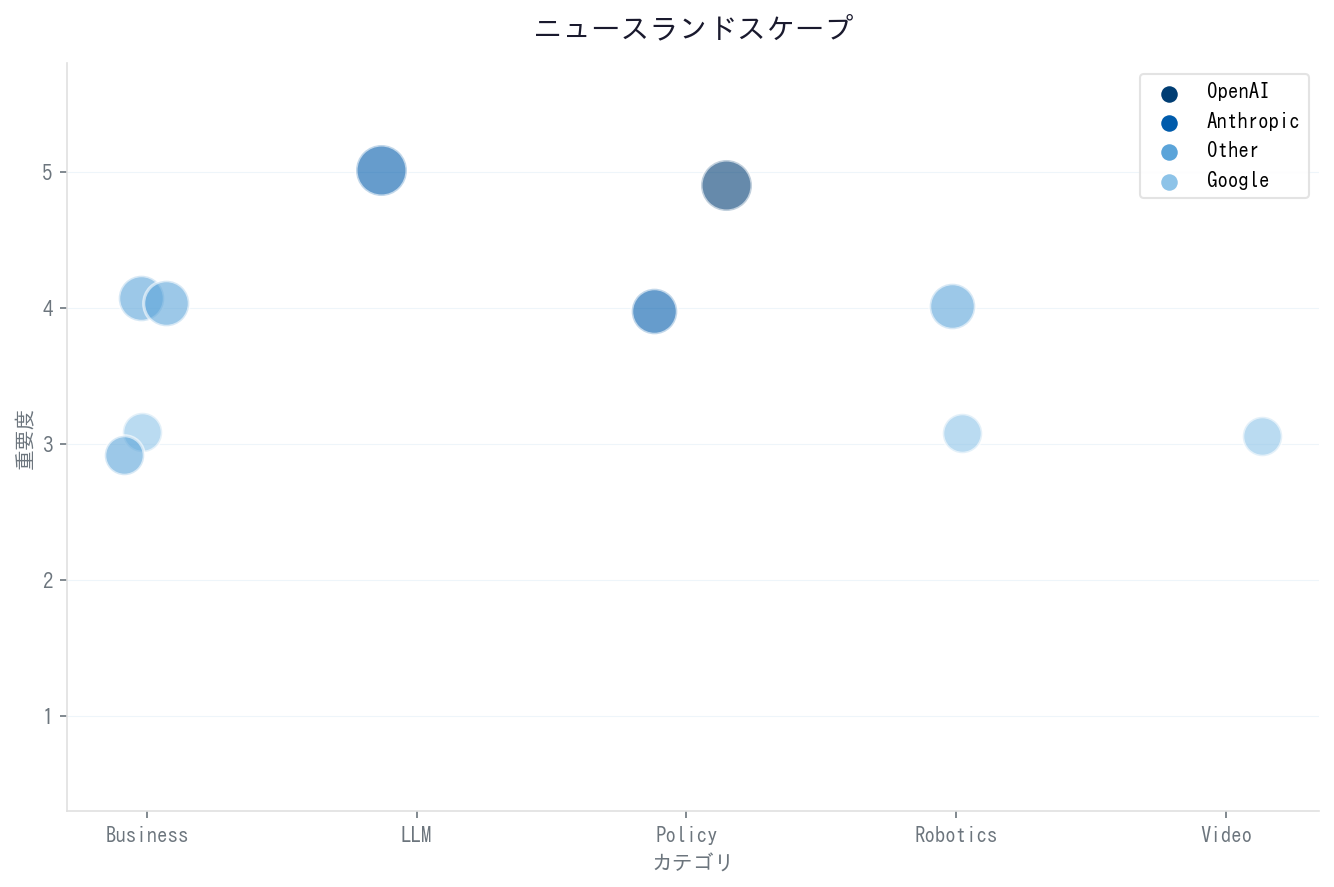 ニュースランドスケープ
OpenAI
Anthropic
Other
Google
5
4
3
2
1
重要度
Business
LLM
Policy
Robotics
Video
カテゴリ